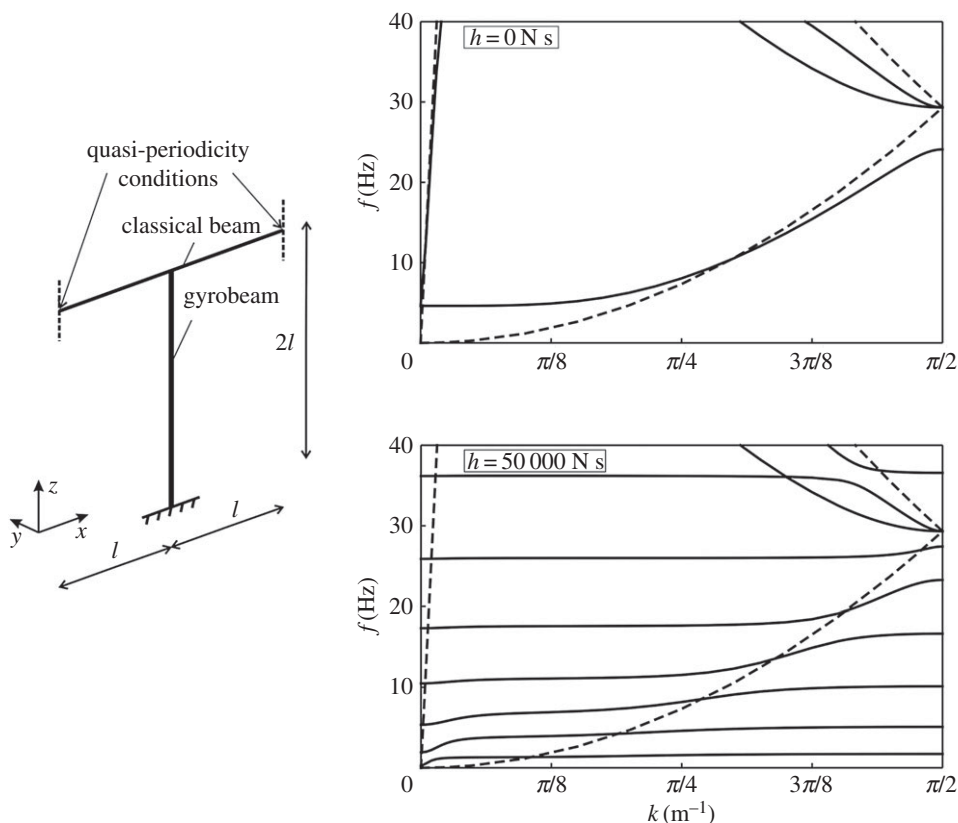 quasi-periodicity
conditions
classical beam
gyrobeam
2l
z
y
x
l
l
h = 0 N s
f (Hz)
40
30
20
10
0
π/8
π/4
3π/8
π/2
h = 50 000 N s
f (Hz)
40
30
20
10
0
π/8
π/4
3π/8
π/2
k (m⁻¹)